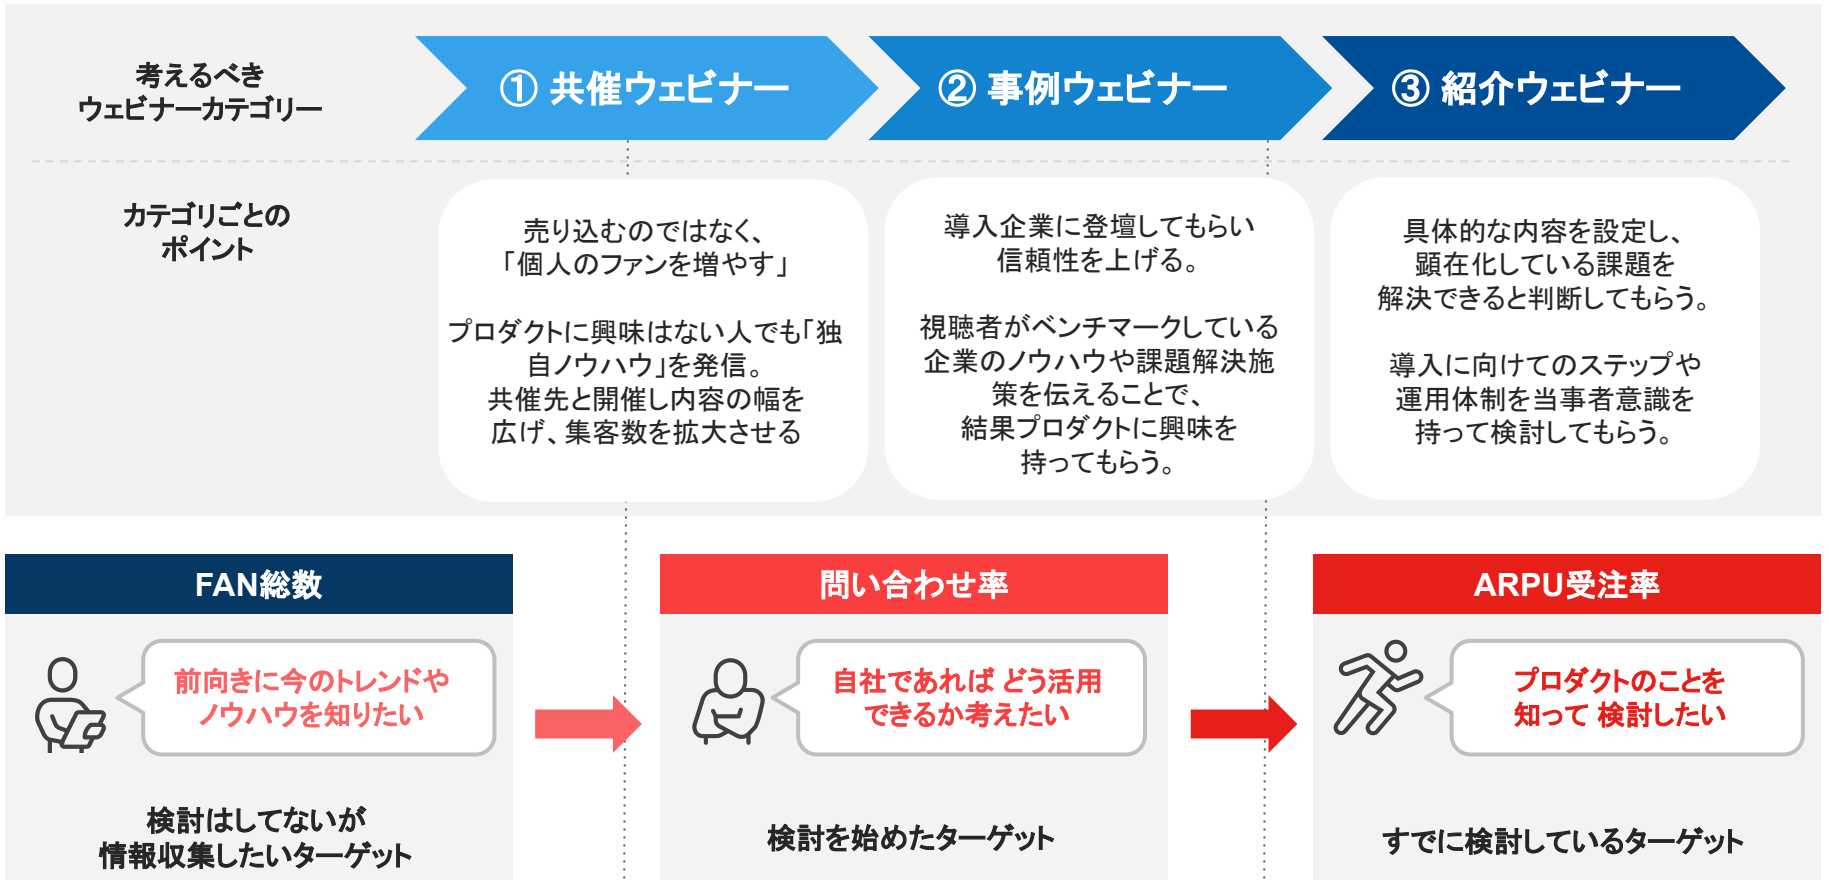 考えるべき
ウェビナーカテゴリー
① 共催ウェビナー
② 事例ウェビナー
③ 紹介ウェビナー
カテゴリごとの
ポイント
売り込むのではなく、
「個人のファンを増やす」
プロダクトに興味はない人でも「独
自ノウハウ」を発信。
共催先と開催し内容の幅を
広げ、集客数を拡大させる
導入企業に登壇してもらい
信頼性を上げる。
視聴者がベンチマークしている
企業のノウハウや課題解決施
策を伝えることで、
結果プロダクトに興味を
持ってもらう。
具体的な内容を設定し、
顕在化している課題を
解決できると判断してもらう。
導入に向けてのステップや
運用体制を当事者意識を
持って検討してもらう。
FAN総数
前向きに今のトレンドや
ノウハウを知りたい
検討はしてないが
情報収集したいターゲット
問い合わせ率
自社であれば どう活用
できるか考えたい
検討を始めたターゲット
ARPU受注率
プロダクトのことを
知って 検討したい
すでに検討しているターゲット